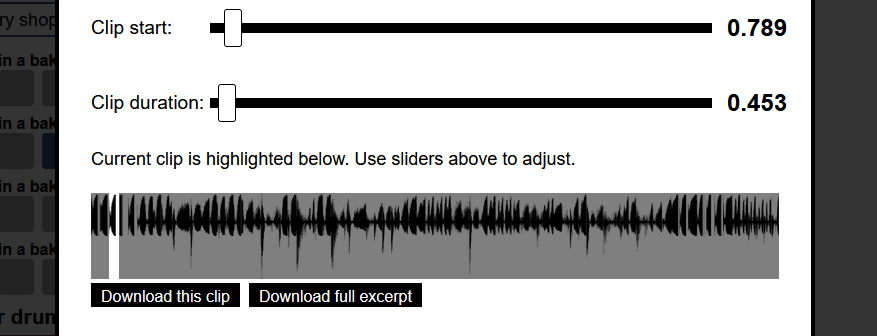 ry shop
Clip start: 0.789
in a bak
Clip duration: 0.453
in a bak
Current clip is highlighted below. Use sliders above to adjust.
in a bak
in a bak
Download this clip Download full excerpt
r drun